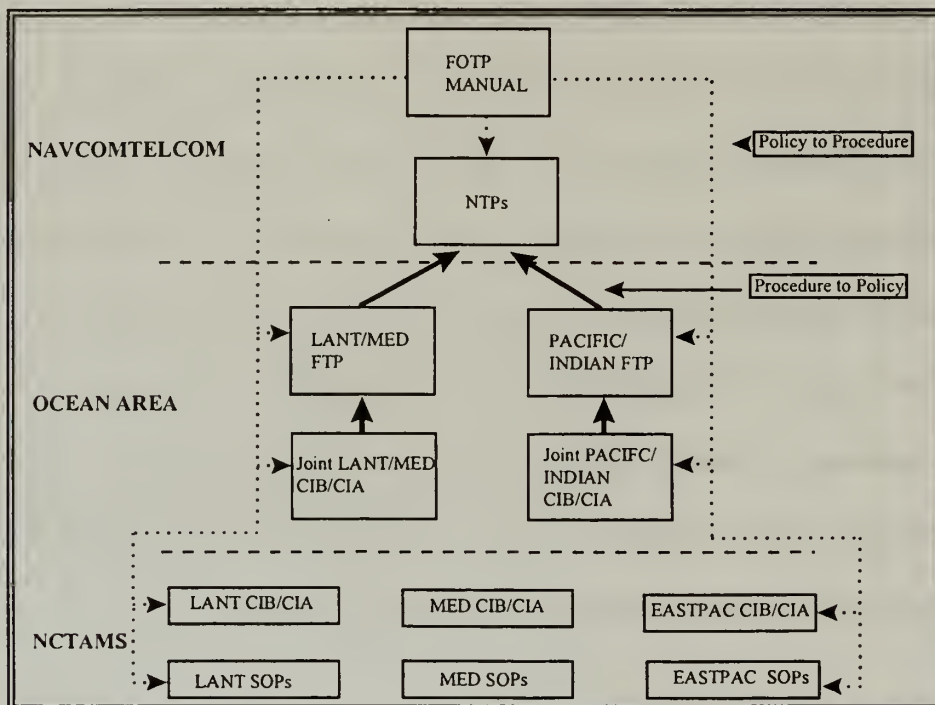 FOTP
MANUAL
NAVCOMTELCOM
Policy to Procedure
NTPs
Procedure to Policy
LANT/MED
FTP
PACIFIC/
INDIAN FTP
OCEAN AREA
Joint LANT/MED
CIB/CIA
Joint PACIFC/
INDIAN
CIB/CIA
LANT CIB/CIA
MED CIB/CIA
EASTPAC CIB/CIA
NCTAMS
LANT SOPs
MED SOPs
EASTPAC SOPs